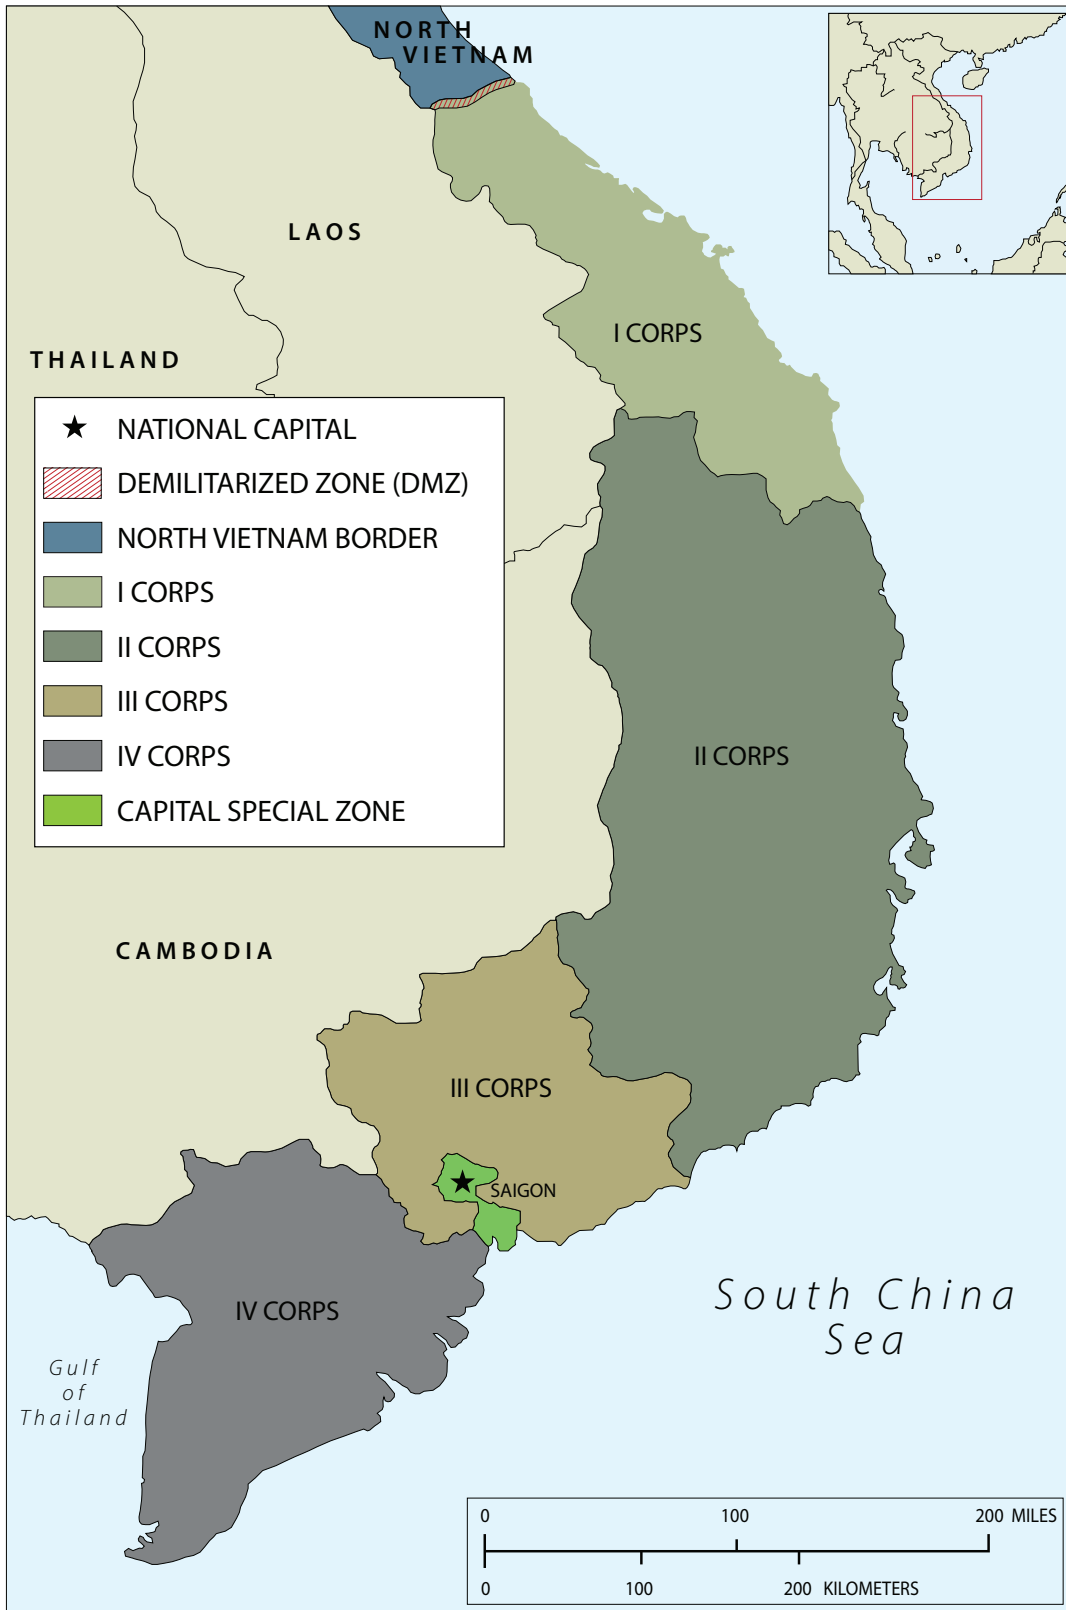 NORTH
VIETNAM
LAOS
I CORPS
THAILAND
NATIONAL CAPITAL
DEMILITARIZED ZONE (DMZ)
NORTH VIETNAM BORDER
I CORPS
II CORPS
III CORPS
IV CORPS
CAPITAL SPECIAL ZONE
II CORPS
CAMBODIA
III CORPS
SAIGON
IV CORPS
South China
Sea
Gulf
of
Thailand
0 100 200 MILES
0 100 200 KILOMETERS